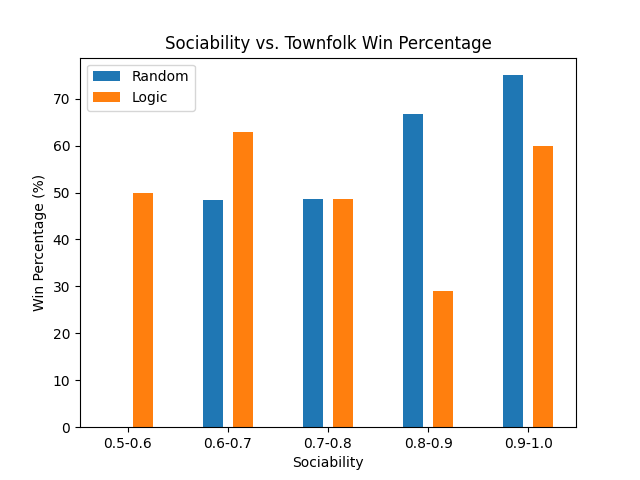 Sociability vs. Townfolk Win Percentage
Random
Logic
Win Percentage (%)
70
60
50
40
30
20
10
0
0.5-0.6
0.6-0.7
0.7-0.8
0.8-0.9
0.9-1.0
Sociability